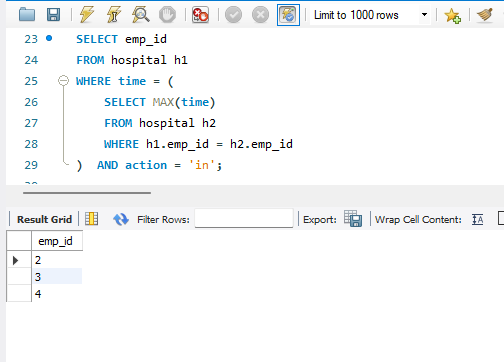 Limit to 1000 rows
23 SELECT emp_id
24 FROM hospital h1
25 WHERE time = (
26 SELECT MAX(time)
27 FROM hospital h2
28 WHERE h1.emp_id = h2.emp_id
29 ) AND action = 'in';
Result Grid Filter Rows: Export: Wrap Cell Content:
emp_id
2
3
4